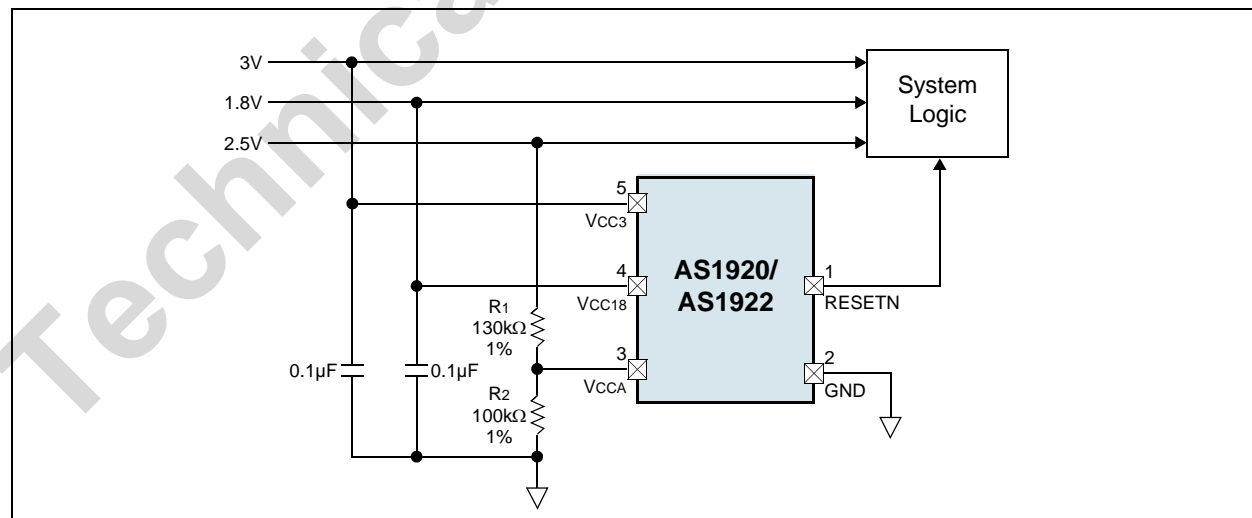 Technica
3V
1.8V
2.5V
System
Logic
5
VCC3
4
VCC18
3
VCCA
AS1920/
AS1922
1
RESETN
2
GND
R1
130kΩ
1%
R2
100kΩ
1%
0.1µF
0.1µF